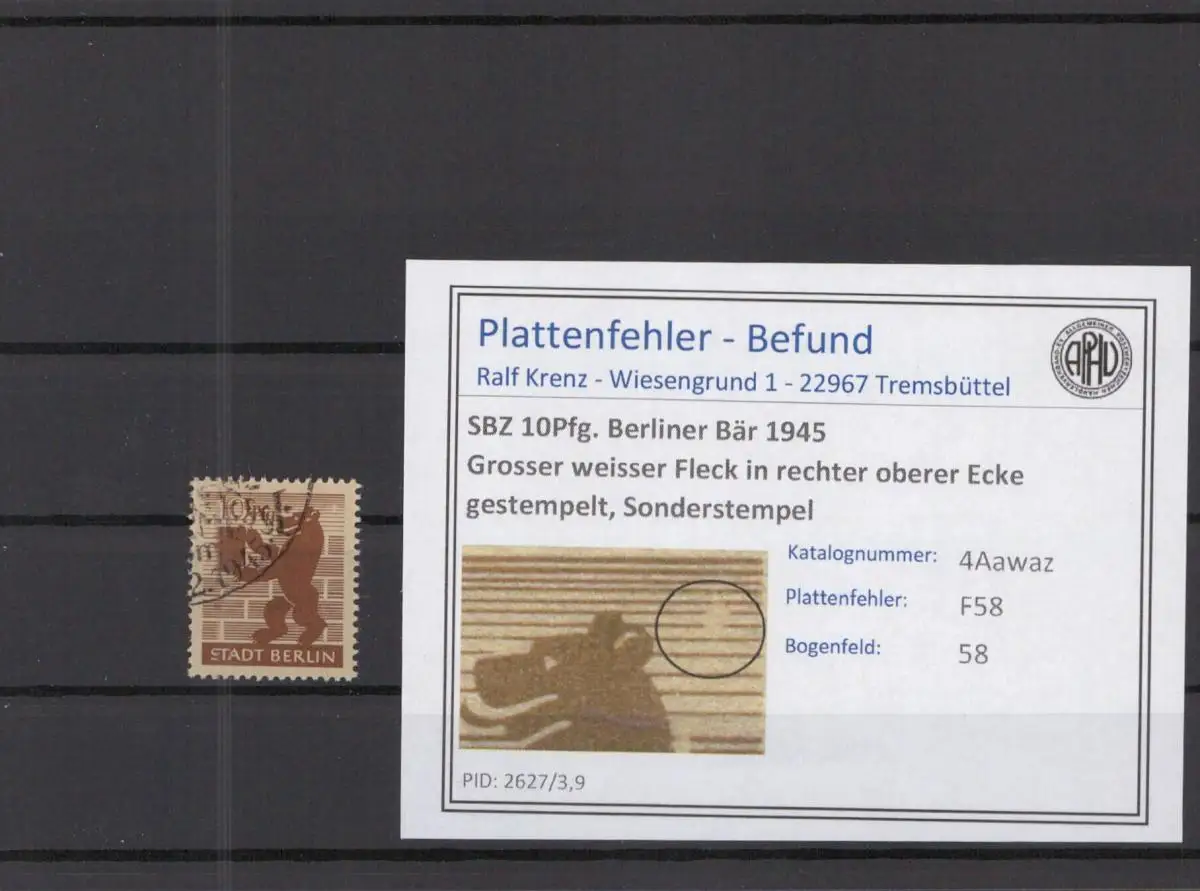 Plattenfehler - Befund
Ralf Krenz - Wiesengrund 1 - 22967 Tremsbüttel
SBZ 10Pfg. Berliner Bär 1945
Grosser weisser Fleck in rechter oberer Ecke
gestempelt, Sonderstempel
Katalognummer: 4Aawaz
Plattenfehler: F58
Bogenfeld: 58
PID: 2627/3,9
APHV
STADT BERLIN